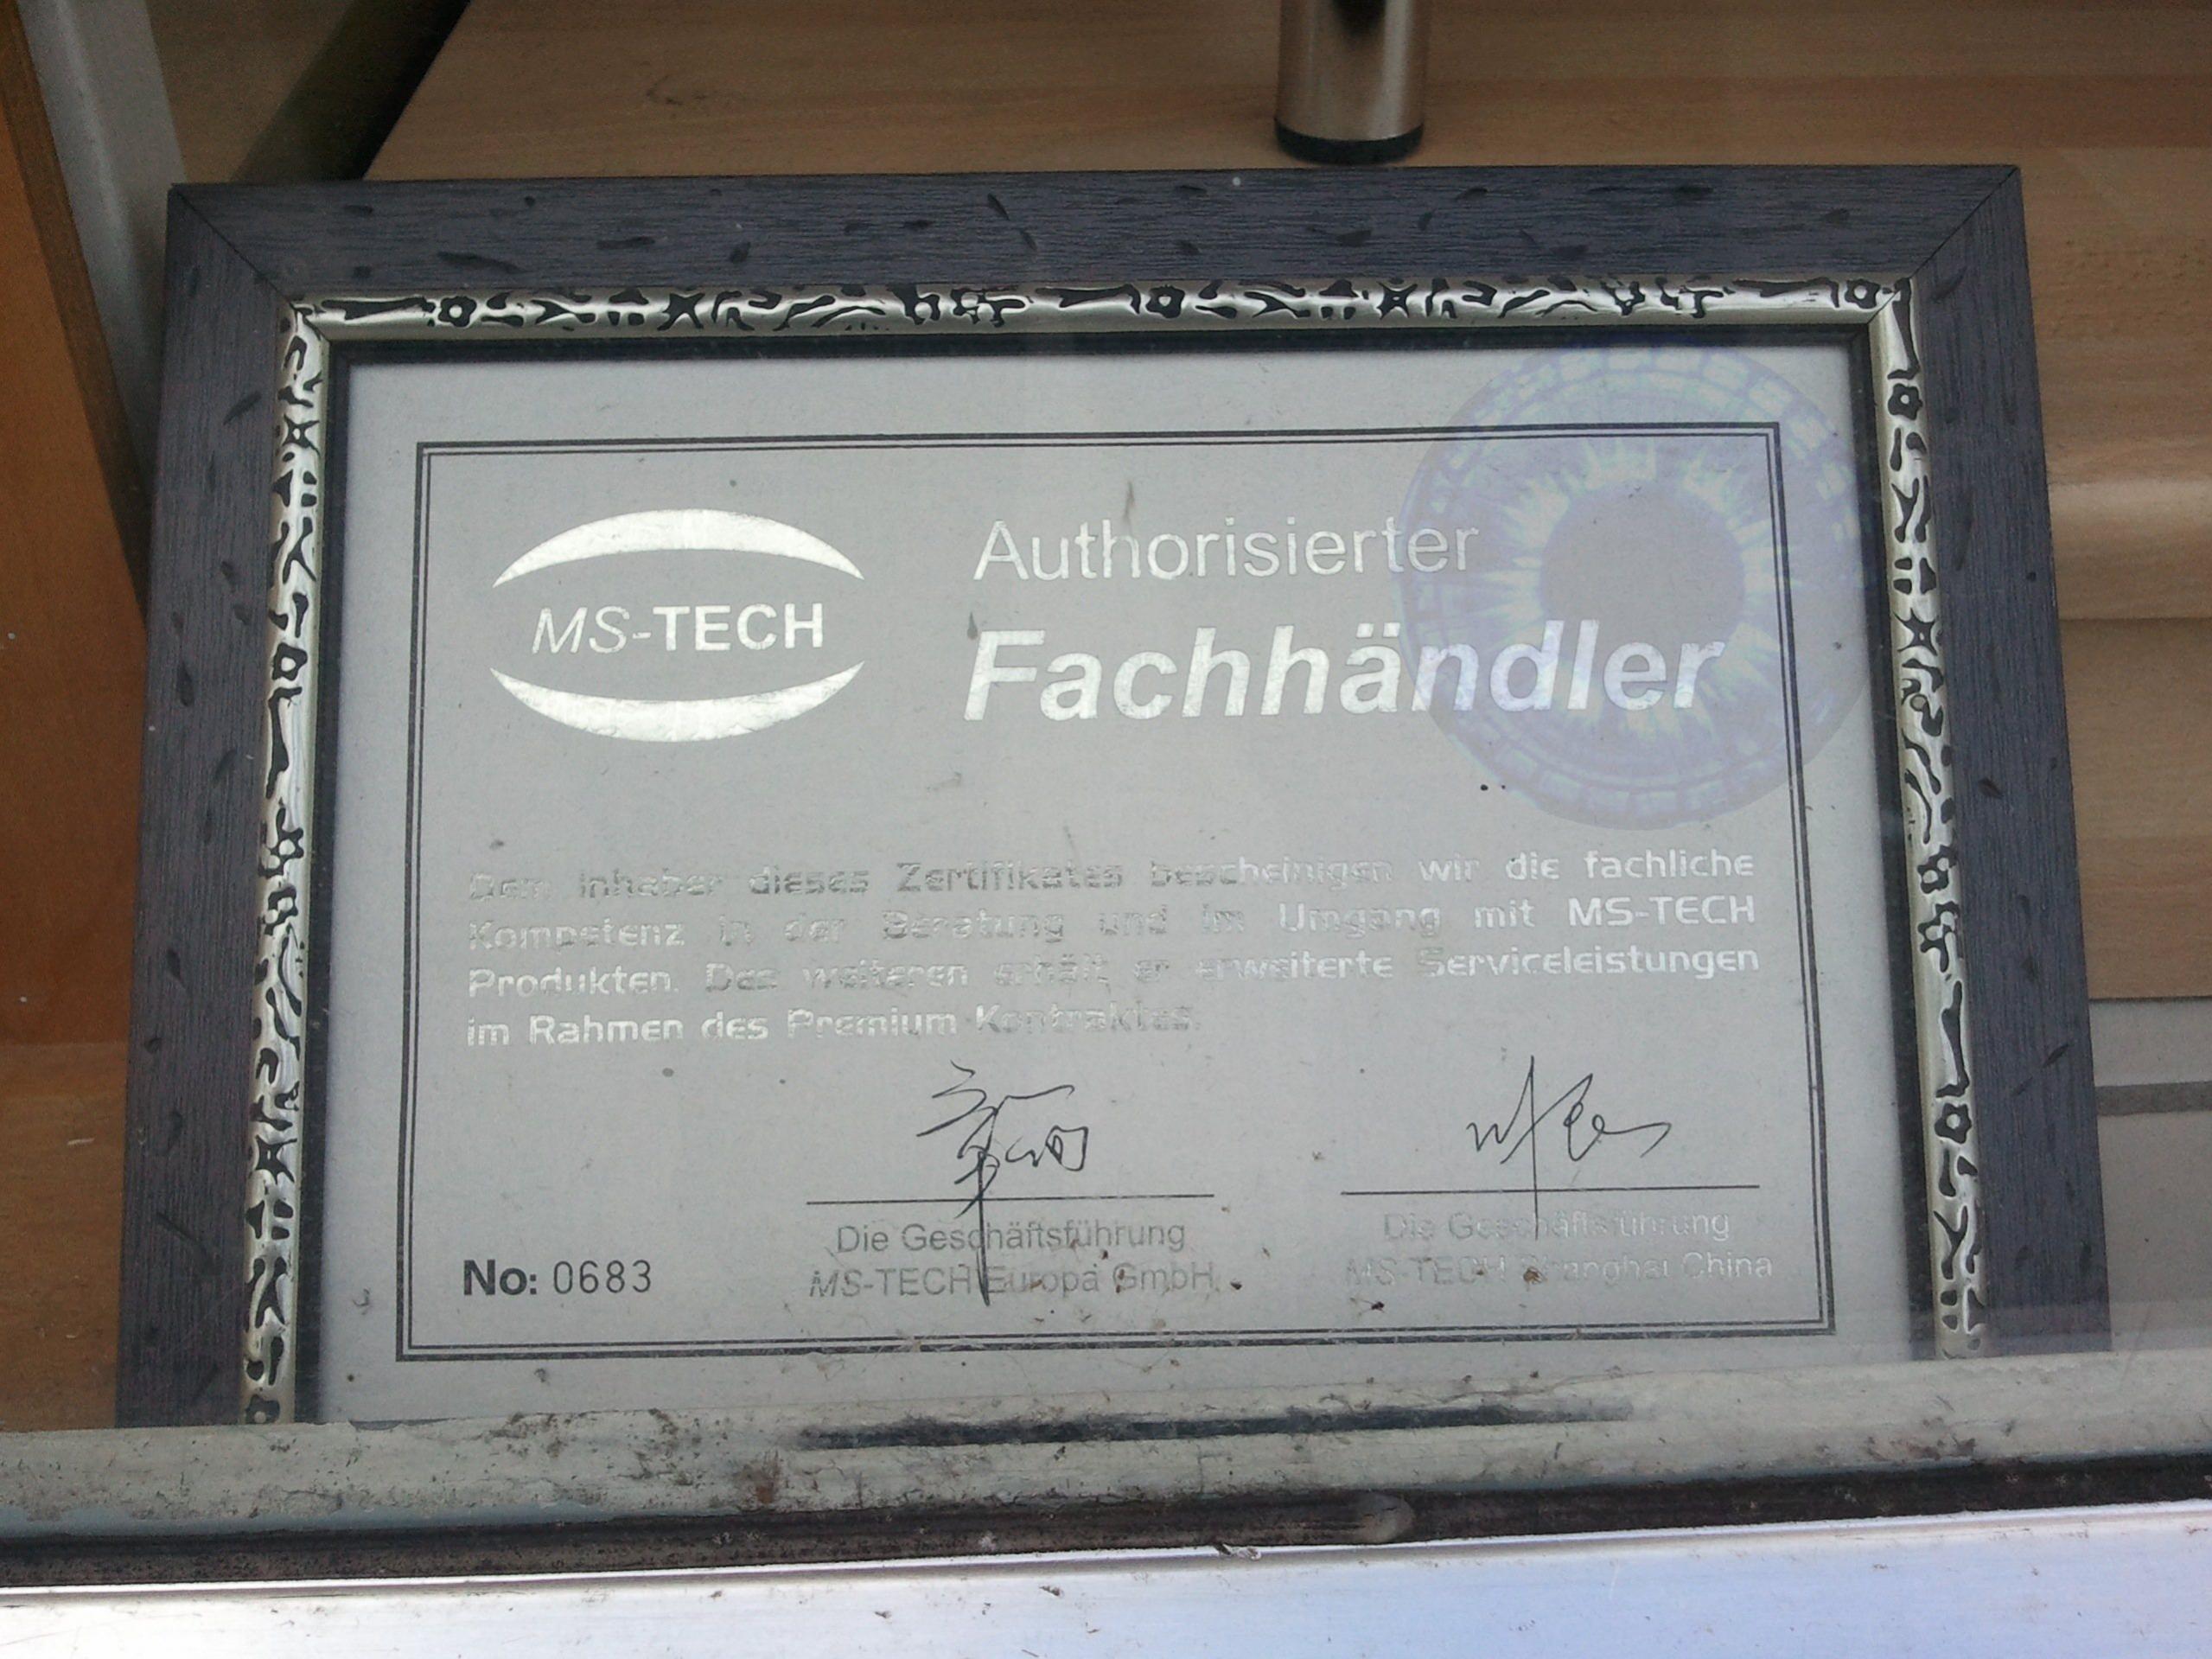 MS-TECH
Authorisierter
Fachhändler
Dem Inhaber dieses Zertifikates bescheinigen wir die fachliche
Kompetenz in der Beratung und im Umgang mit MS-TECH
Produkten. Des weiteren erhält er erweiterte Serviceleistungen
im Rahmen des Premium-Kontraktes.
Die Geschäftsführung
MS-TECH Europa GmbH
Die Geschäftsführung
MS-TECH Shanghai China
No: 0683